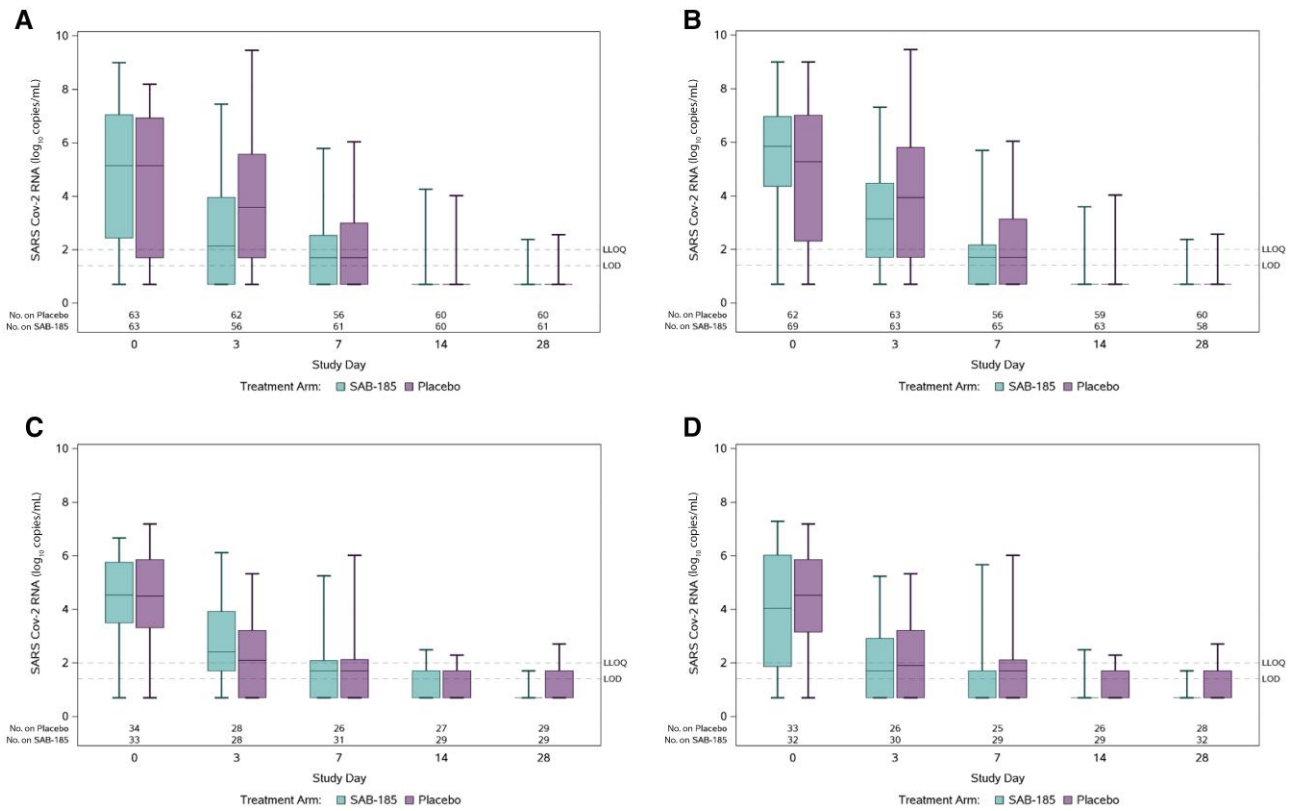 A
SARS Cov-2 RNA (log₁₀ copies/mL)
10
8
6
4
2
0
LLOQ
LOD
No. on Placebo 63 62 56 60 60
No. on SAB-185 63 56 61 60 61
0 3 7 14 28
Study Day
Treatment Arm: SAB-185 Placebo
B
SARS Cov-2 RNA (log₁₀ copies/mL)
10
8
6
4
2
0
LLOQ
LOD
No. on Placebo 62 63 56 59 60
No. on SAB-185 69 63 65 63 58
0 3 7 14 28
Study Day
Treatment Arm: SAB-185 Placebo
C
SARS Cov-2 RNA (log₁₀ copies/mL)
10
8
6
4
2
0
LLOQ
LOD
No. on Placebo 34 28 26 27 29
No. on SAB-185 33 28 31 29 29
0 3 7 14 28
Study Day
Treatment Arm: SAB-185 Placebo
D
SARS Cov-2 RNA (log₁₀ copies/mL)
10
8
6
4
2
0
LLOQ
LOD
No. on Placebo 33 26 25 26 28
No. on SAB-185 32 30 29 29 32
0 3 7 14 28
Study Day
Treatment Arm: SAB-185 Placebo